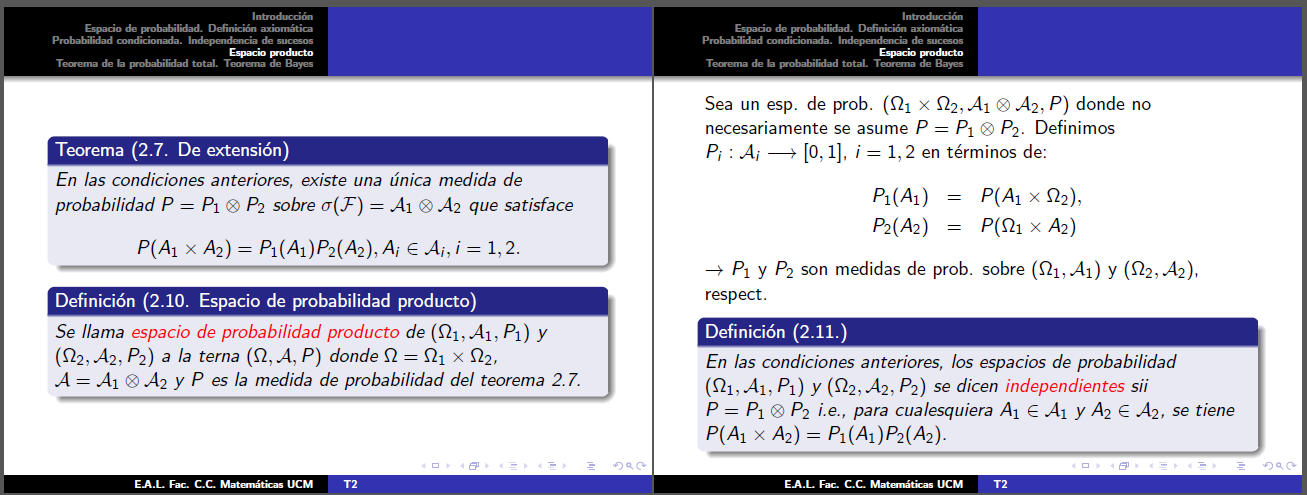 Introducción
Espacio de probabilidad. Definición axiomática
Probabilidad condicionada. Independencia de sucesos
Espacio producto
Teorema de la probabilidad total. Teorema de Bayes
Teorema (2.7. De extensión)
En las condiciones anteriores, existe una única medida de
probabilidad P = P₁ ⊗ P₂ sobre σ(ℱ) = 𝒜₁ ⊗ 𝒜₂ que satisface
P(A₁ × A₂) = P₁(A₁)P₂(A₂), Aᵢ ∈ 𝒜ᵢ, i = 1, 2.
Definición (2.10. Espacio de probabilidad producto)
Se llama espacio de probabilidad producto de (Ω₁, 𝒜₁, P₁) y
(Ω₂, 𝒜₂, P₂) a la terna (Ω, 𝒜, P) donde Ω = Ω₁ × Ω₂,
𝒜 = 𝒜₁ ⊗ 𝒜₂ y P es la medida de probabilidad del teorema 2.7.
E.A.L. Fac. C.C. Matemáticas UCM T2
Introducción
Espacio de probabilidad. Definición axiomática
Probabilidad condicionada. Independencia de sucesos
Espacio producto
Teorema de la probabilidad total. Teorema de Bayes
Sea un esp. de prob. (Ω₁ × Ω₂, 𝒜₁ ⊗ 𝒜₂, P) donde no
necesariamente se asume P = P₁ ⊗ P₂. Definimos
Pᵢ : 𝒜ᵢ ⟶ [0, 1], i = 1, 2 en términos de:
P₁(A₁) = P(A₁ × Ω₂),
P₂(A₂) = P(Ω₁ × A₂)
→ P₁ y P₂ son medidas de prob. sobre (Ω₁, 𝒜₁) y (Ω₂, 𝒜₂),
respect.
Definición (2.11.)
En las condiciones anteriores, los espacios de probabilidad
(Ω₁, 𝒜₁, P₁) y (Ω₂, 𝒜₂, P₂) se dicen independientes sii
P = P₁ ⊗ P₂ i.e., para cualesquiera A₁ ∈ 𝒜₁ y A₂ ∈ 𝒜₂, se tiene
P(A₁ × A₂) = P₁(A₁)P₂(A₂).
E.A.L. Fac. C.C. Matemáticas UCM T2